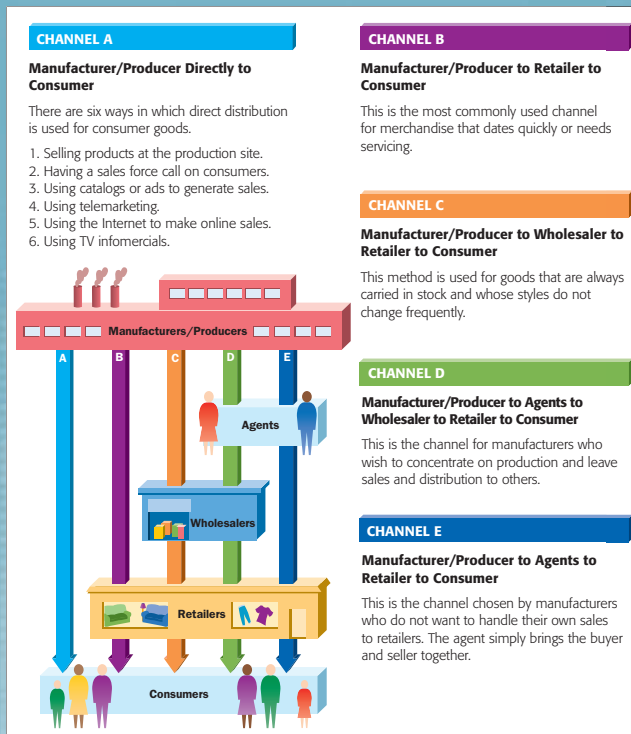 CHANNEL A
Manufacturer/Producer Directly to
Consumer
There are six ways in which direct distribution
is used for consumer goods.
1. Selling products at the production site.
2. Having a sales force call on consumers.
3. Using catalogs or ads to generate sales.
4. Using telemarketing.
5. Using the Internet to make online sales.
6. Using TV infomercials.
Manufacturers/Producers
A B C D E
Agents
Wholesalers
Retailers
Consumers
CHANNEL B
Manufacturer/Producer to Retailer to
Consumer
This is the most commonly used channel
for merchandise that dates quickly or needs
servicing.
CHANNEL C
Manufacturer/Producer to Wholesaler to
Retailer to Consumer
This method is used for goods that are always
carried in stock and whose styles do not
change frequently.
CHANNEL D
Manufacturer/Producer to Agents to
Wholesaler to Retailer to Consumer
This is the channel for manufacturers who
wish to concentrate on production and leave
sales and distribution to others.
CHANNEL E
Manufacturer/Producer to Agents to
Retailer to Consumer
This is the channel chosen by manufacturers
who do not want to handle their own sales
to retailers. The agent simply brings the buyer
and seller together.